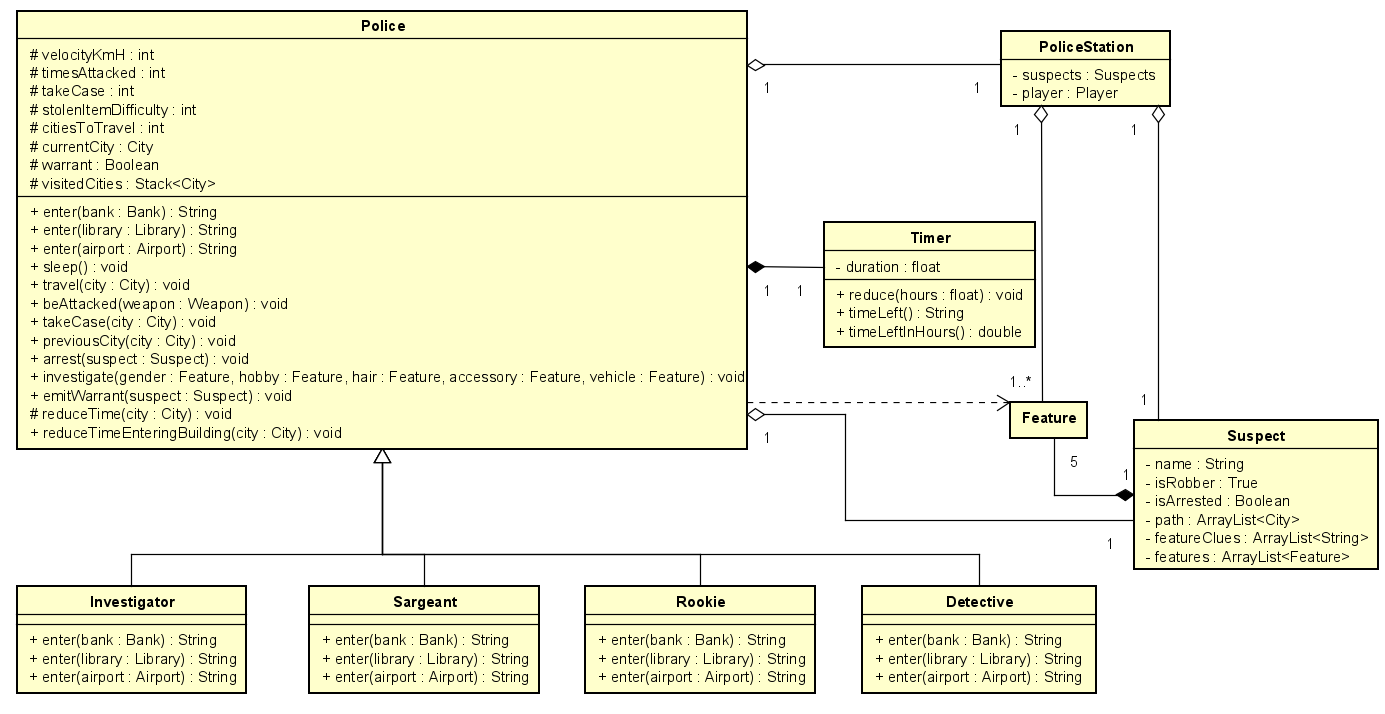 Police
# velocityKmH : int
# timesAttacked : int
# takeCase : int
# stolenItemDifficulty : int
# citiesToTravel : int
# currentCity : City
# warrant : Boolean
# visitedCities : Stack<City>
+ enter(bank : Bank) : String
+ enter(library : Library) : String
+ enter(airport : Airport) : String
+ sleep() : void
+ travel(city : City) : void
+ beAttacked(weapon : Weapon) : void
+ takeCase(city : City) : void
+ previousCity(city : City) : void
+ arrest(suspect : Suspect) : void
+ investigate(gender : Feature, hobby : Feature, hair : Feature, accessory : Feature, vehicle : Feature) : void
+ emitWarrant(suspect : Suspect) : void
# reduceTime(city : City) : void
+ reduceTimeEnteringBuilding(city : City) : void
1
1
PoliceStation
- suspects : Suspects
- player : Player
1
1
Timer
- duration : float
+ reduce(hours : float) : void
+ timeLeft() : String
+ timeLeftInHours() : double
1
1
1..*
Feature
1
5
1
1
1
Suspect
- name : String
- isRobber : True
- isArrested : Boolean
- path : ArrayList<City>
- featureClues : ArrayList<String>
- features : ArrayList<Feature>
Investigator
+ enter(bank : Bank) : String
+ enter(library : Library) : String
+ enter(airport : Airport) : String
Sargeant
+ enter(bank : Bank) : String
+ enter(library : Library) : String
+ enter(airport : Airport) : String
Rookie
+ enter(bank : Bank) : String
+ enter(library : Library) : String
+ enter(airport : Airport) : String
Detective
+ enter(bank : Bank) : String
+ enter(library : Library) : String
+ enter(airport : Airport) : String